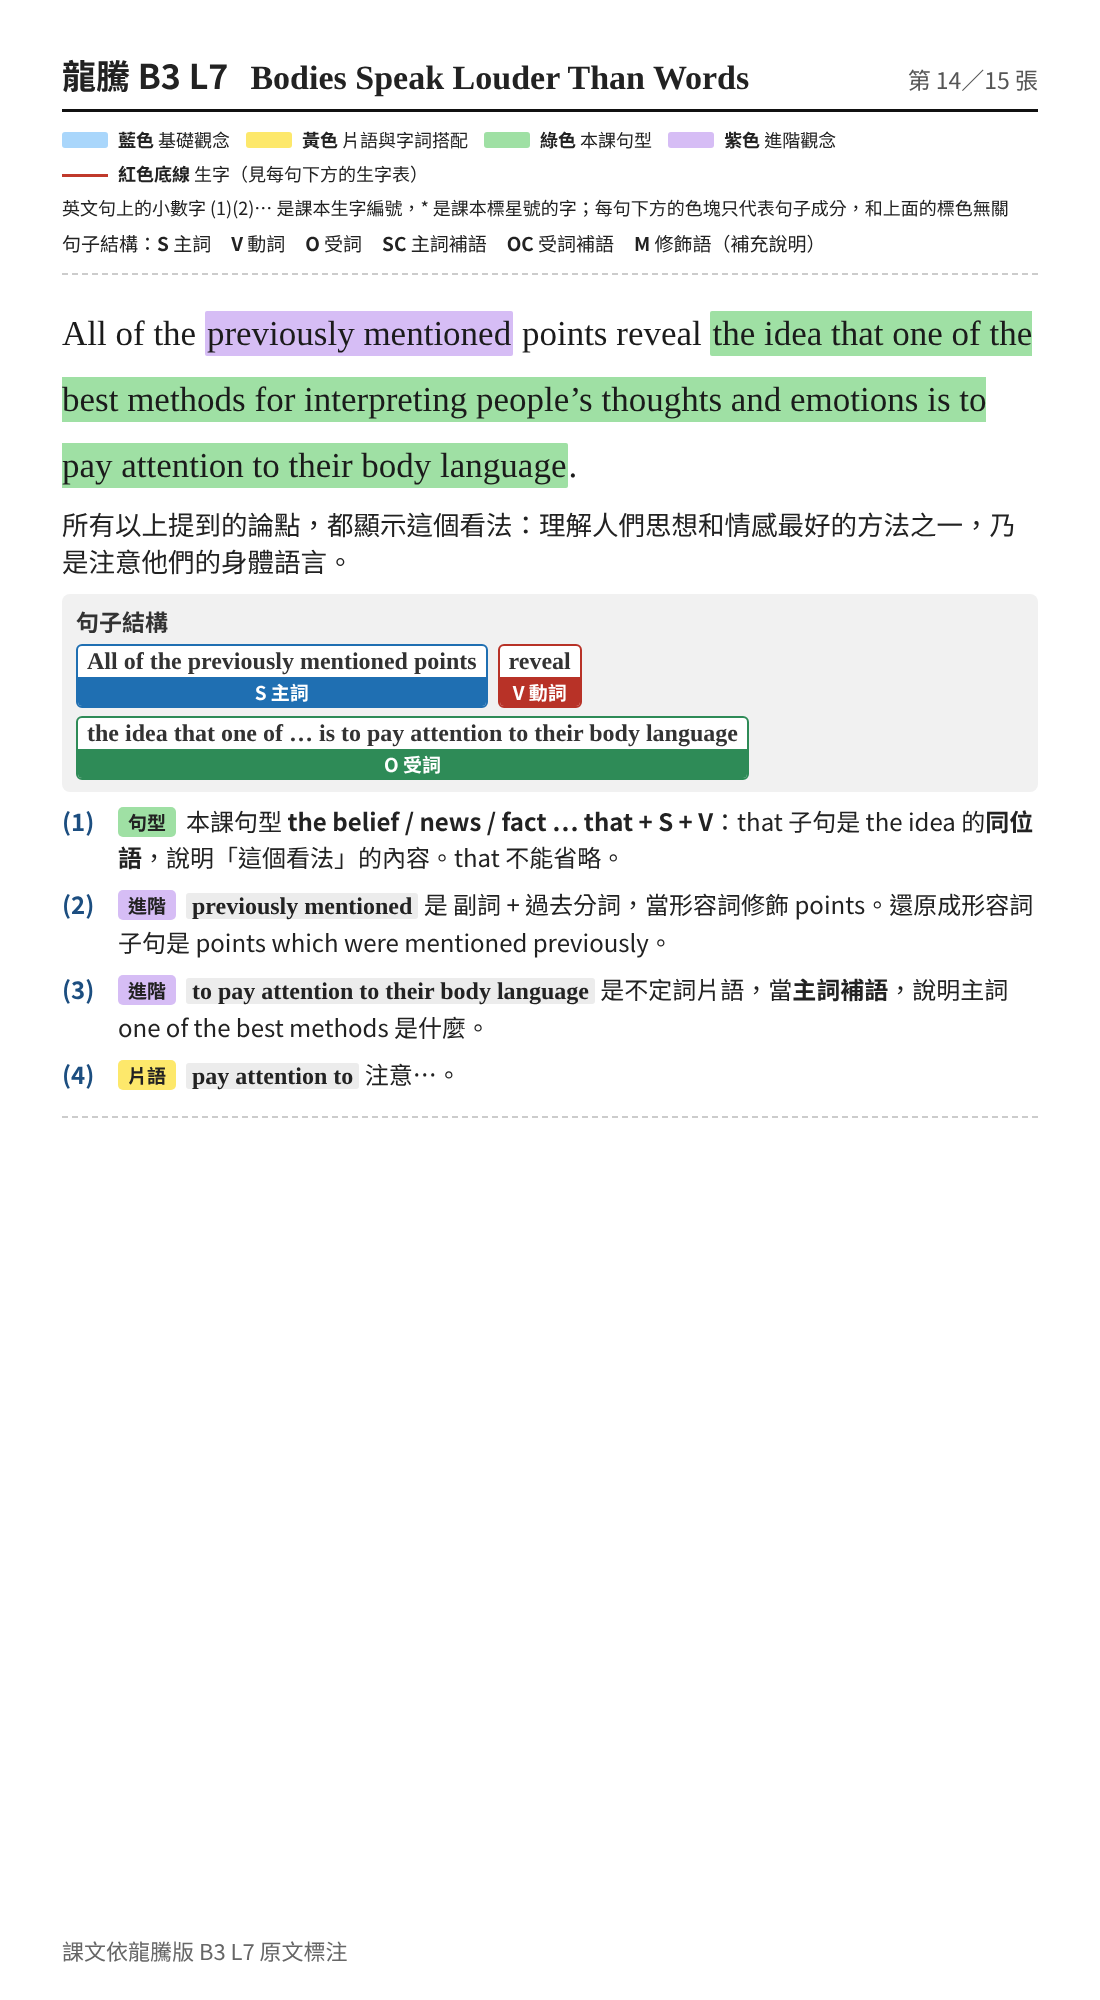 龍騰 B3 L7 Bodies Speak Louder Than Words 第 14／15 張
藍色 基礎觀念 黃色 片語與字詞搭配 綠色 本課句型 紫色 進階觀念
紅色底線 生字（見每句下方的生字表）
英文句上的小數字 (1)(2)… 是課本生字編號，* 是課本標星號的字；每句下方的色塊只代表句子成分，和上面的標色無關
句子結構：S 主詞 V 動詞 O 受詞 SC 主詞補語 OC 受詞補語 M 修飾語（補充說明）
All of the previously mentioned points reveal the idea that one of the
best methods for interpreting people’s thoughts and emotions is to
pay attention to their body language.
所有以上提到的論點，都顯示這個看法：理解人們思想和情感最好的方法之一，乃
是注意他們的身體語言。
句子結構
All of the previously mentioned points reveal
S 主詞 V 動詞
the idea that one of … is to pay attention to their body language
O 受詞
(1) 句型 本課句型 the belief / news / fact … that + S + V：that 子句是 the idea 的同位
語，說明「這個看法」的內容。that 不能省略。
(2) 進階 previously mentioned 是 副詞 + 過去分詞，當形容詞修飾 points。還原成形容詞
子句是 points which were mentioned previously。
(3) 進階 to pay attention to their body language 是不定詞片語，當主詞補語，說明主詞
one of the best methods 是什麼。
(4) 片語 pay attention to 注意…。
課文依龍騰版 B3 L7 原文標注